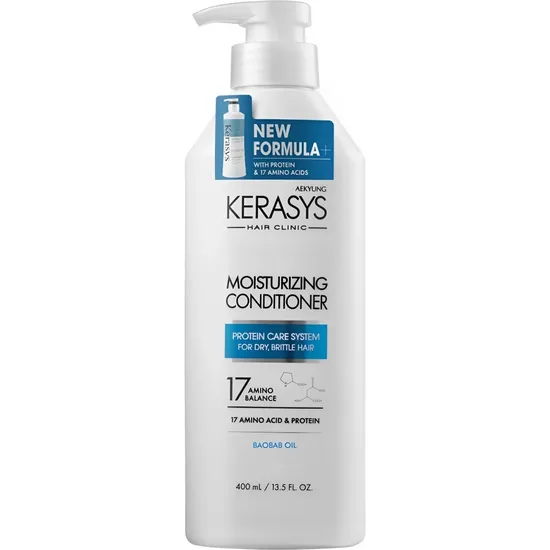 Kerasys
NEW
FORMULA+
WITH PROTEIN
& 17 AMINO ACIDS
AEKYUNG
KERASYS
HAIR CLINIC
MOISTURIZING
CONDITIONER
PROTEIN CARE SYSTEM
FOR DRY, BRITTLE HAIR
17 AMINO
BALANCE
17 AMINO ACID & PROTEIN
BAOBAB OIL
400 mL / 13.5 FL. OZ.